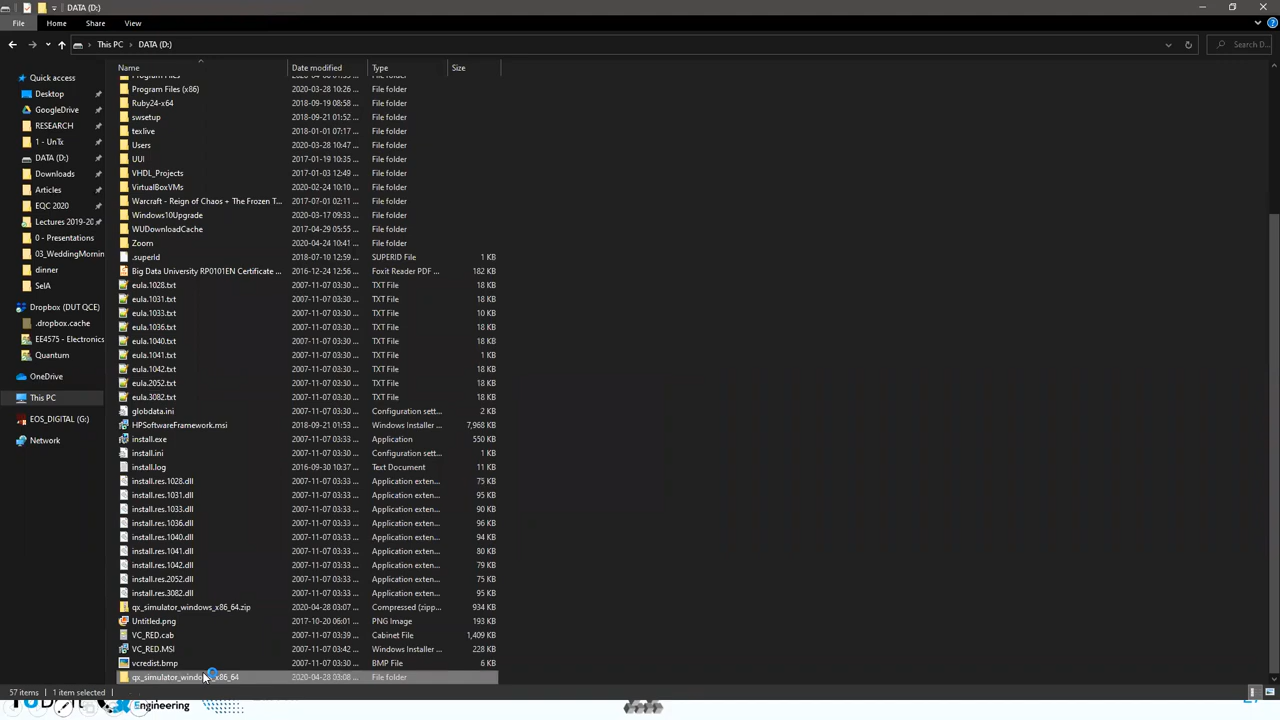 DATA (D:)
File Home Share View
This PC DATA (D:) Search D...
Name Date modified Type Size
Quick access
Desktop
GoogleDrive
RESEARCH
1 - UnTx
DATA (D:)
Downloads
Articles
EQC 2020
Lectures 2019-20
0 - Presentations
03_WeddingMornin
dinner
SelA
Dropbox (DUT QCE)
.dropbox.cache
EE4575 - Electronics
Quantum
OneDrive
This PC
EOS_DIGITAL (G:)
Network
Program Files File folder
Program Files (x86) 2020-03-28 10:26 ... File folder
Ruby24-x64 2018-09-19 08:58 ... File folder
swsetup 2018-09-21 01:52 ... File folder
texlive 2018-01-01 07:17 ... File folder
Users 2020-03-28 10:47 ... File folder
UUI 2017-01-19 10:35 ... File folder
VHDL_Projects 2017-01-03 12:49 ... File folder
VirtualBoxVMs 2020-02-24 10:10 ... File folder
Warcraft - Reign of Chaos + The Frozen T... 2017-07-01 02:11 ... File folder
Windows10Upgrade 2020-03-17 09:33 ... File folder
WUDownloadCache 2017-04-29 05:55 ... File folder
Zoom 2020-04-24 10:41 ... File folder
.superId 2018-07-10 12:59 ... SUPERID File 1 KB
Big Data University RP0101EN Certificate ... 2016-12-24 12:56 ... Foxit Reader PDF ... 182 KB
eula.1028.txt 2007-11-07 03:30 ... TXT File 18 KB
eula.1031.txt 2007-11-07 03:30 ... TXT File 18 KB
eula.1033.txt 2007-11-07 03:30 ... TXT File 10 KB
eula.1036.txt 2007-11-07 03:30 ... TXT File 18 KB
eula.1040.txt 2007-11-07 03:30 ... TXT File 18 KB
eula.1041.txt 2007-11-07 03:30 ... TXT File 1 KB
eula.1042.txt 2007-11-07 03:30 ... TXT File 18 KB
eula.2052.txt 2007-11-07 03:30 ... TXT File 18 KB
eula.3082.txt 2007-11-07 03:30 ... TXT File 18 KB
globdata.ini 2007-11-07 03:30 ... Configuration sett... 2 KB
HPSoftwareFramework.msi 2018-09-21 01:53 ... Windows Installer ... 7,968 KB
install.exe 2007-11-07 03:30 ... Application 550 KB
install.ini 2007-11-07 03:30 ... Configuration sett... 1 KB
install.log 2016-09-30 10:37 ... Text Document 11 KB
install.res.1028.dll 2007-11-07 03:33 ... Application exten... 75 KB
install.res.1031.dll 2007-11-07 03:33 ... Application exten... 95 KB
install.res.1033.dll 2007-11-07 03:33 ... Application exten... 90 KB
install.res.1036.dll 2007-11-07 03:33 ... Application exten... 96 KB
install.res.1040.dll 2007-11-07 03:33 ... Application exten... 94 KB
install.res.1041.dll 2007-11-07 03:33 ... Application exten... 80 KB
install.res.1042.dll 2007-11-07 03:33 ... Application exten... 79 KB
install.res.2052.dll 2007-11-07 03:33 ... Application exten... 75 KB
install.res.3082.dll 2007-11-07 03:33 ... Application exten... 95 KB
qx_simulator_windows_x86_64.zip 2020-04-28 03:07 ... Compressed (zipp... 934 KB
Untitled.png 2017-10-20 06:01 ... PNG Image 193 KB
VC_RED.cab 2007-11-07 03:39 ... Cabinet File 1,409 KB
VC_RED.MSI 2007-11-07 03:30 ... Windows Installer ... 228 KB
vcredist.bmp 2007-11-07 03:30 ... BMP File 6 KB
qx_simulator_windo x86_64 2020-04-28 03:08 ... File folder
57 items 1 item selected
Engineering